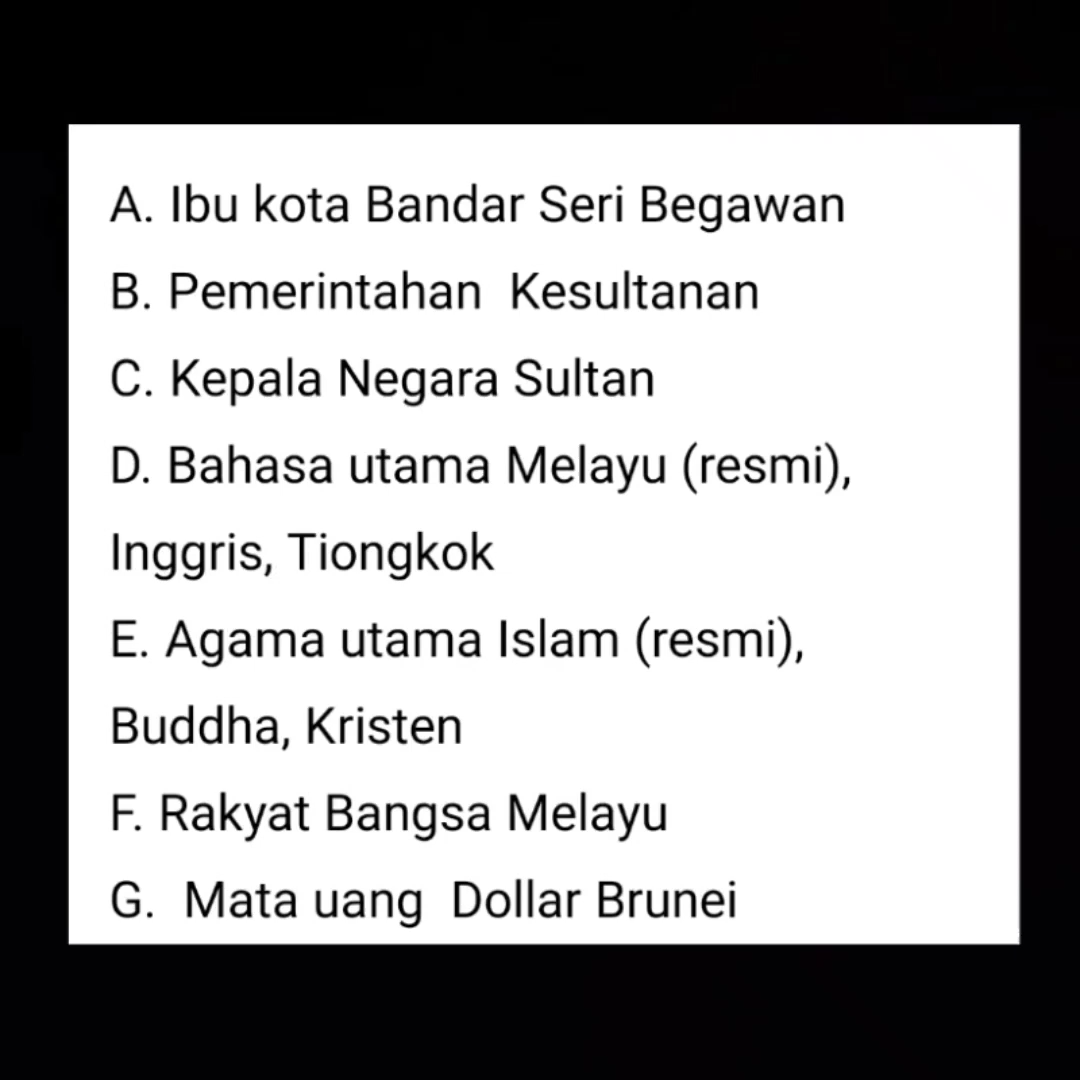 A. Ibu kota Bandar Seri Begawan
B. Pemerintahan  Kesultanan
C. Kepala Negara Sultan
D. Bahasa utama Melayu (resmi),
Inggris, Tiongkok
E. Agama utama Islam (resmi),
Buddha, Kristen
F. Rakyat Bangsa Melayu
G.  Mata uang  Dollar Brunei